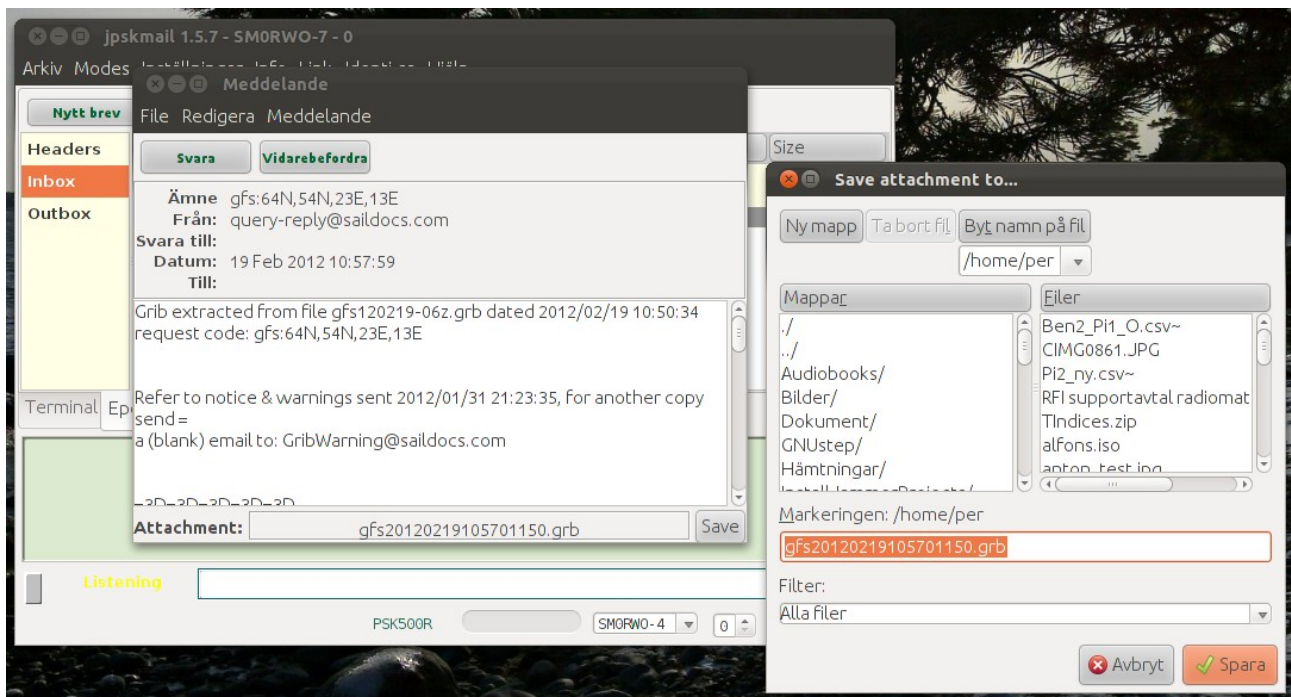 jpskmail 1.5.7 - SM0RWO-7 - 0
Arkiv Modes
Nytt brev
Headers
Inbox
Outbox
Size
Terminal
Listening
PSK500R
SM0RWO-4
0
Meddelande
File Redigera Meddelande
Svara Vidarebefordra
Ämne gfs:64N,54N,23E,13E
Från: query-reply@saildocs.com
Svara till:
Datum: 19 Feb 2012 10:57:59
Till:
Grib extracted from file gfs120219-06z.grb dated 2012/02/19 10:50:34
request code: gfs:64N,54N,23E,13E
Refer to notice & warnings sent 2012/01/31 21:23:35, for another copy
send =
a (blank) email to: GribWarning@saildocs.com
=3D=3D=3D=3D=3D
Attachment: gfs20120219105701150.grb Save
Save attachment to...
Ny mapp Ta bort fil Byt namn på fil
/home/per
Mappar
./
../
Audiobooks/
Bilder/
Dokument/
GNUstep/
Hämtningar/
Filer
Ben2_Pi1_O.csv~
CIMG0861.JPG
Pi2_ny.csv~
RFI supportavtal radiomat
TIndices.zip
alfons.iso
Markeringen: /home/per
gfs20120219105701150.grb
Filter:
Alla filer
Avbryt Spara